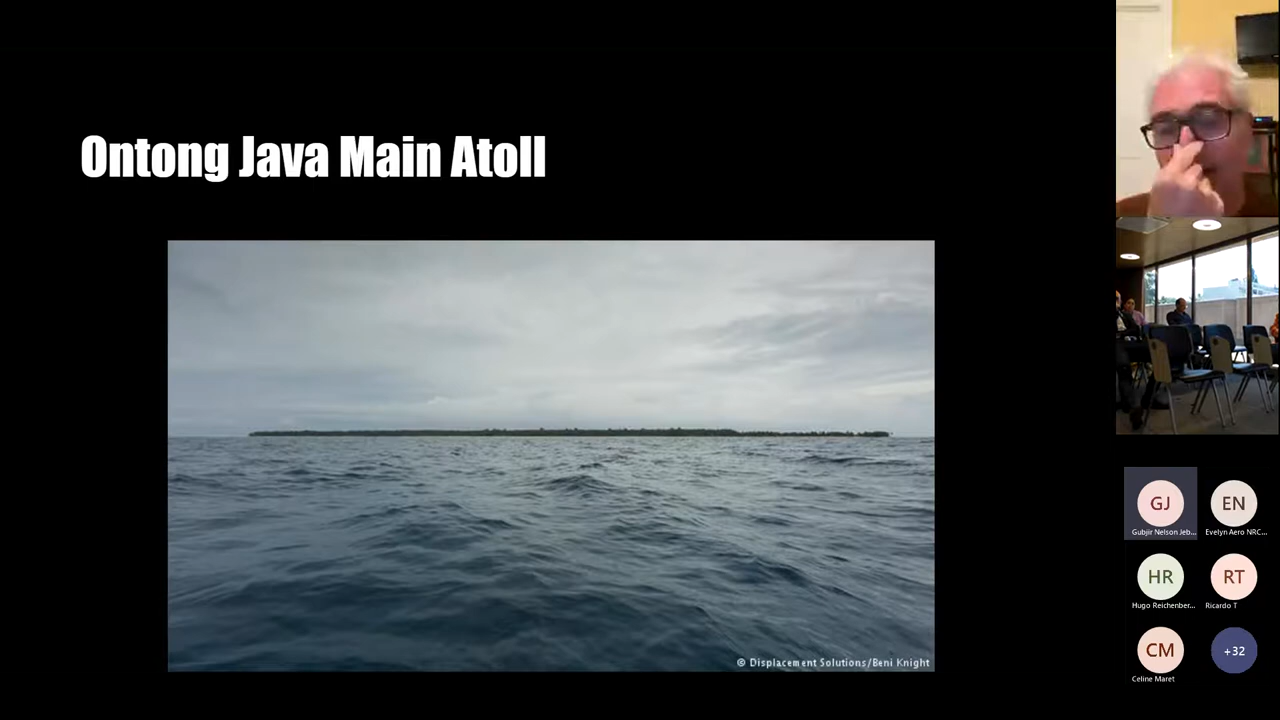 Ontong Java Main Atoll
© Displacement Solutions/Beni Knight
GJ
EN
Gubjir Nelson Jeb...
Evelyn Aero NRC...
HR
RT
Hugo Reichenber...
Ricardo T
CM
+32
Celine Maret